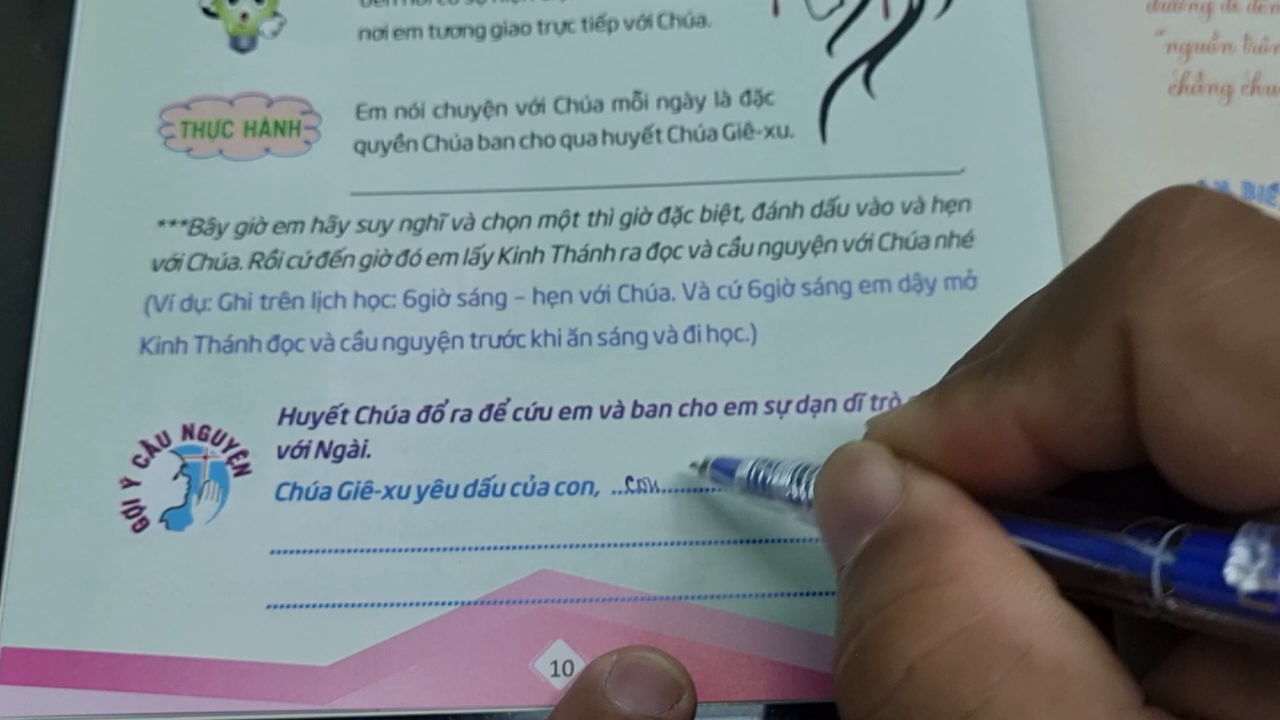 nơi em tương giao trực tiếp với Chúa.
THỰC HÀNH
Em nói chuyện với Chúa mỗi ngày là đặc
quyền Chúa ban cho qua huyết Chúa Giê-xu.
***Bây giờ em hãy suy nghĩ và chọn một thì giờ đặc biệt, đánh dấu vào và hẹn
với Chúa. Rồi cứ đến giờ đó em lấy Kinh Thánh ra đọc và cầu nguyện với Chúa nhé
(Ví dụ: Ghi trên lịch học: 6giờ sáng – hẹn với Chúa. Và cứ 6giờ sáng em dậy mở
Kinh Thánh đọc và cầu nguyện trước khi ăn sáng và đi học.)
GỢI Ý CẦU NGUYỆN
Huyết Chúa đổ ra để cứu em và ban cho em sự dạn dĩ trò
với Ngài.
Chúa Giê-xu yêu dấu của con,
10
đường đi đến
"nguồn
chẳng